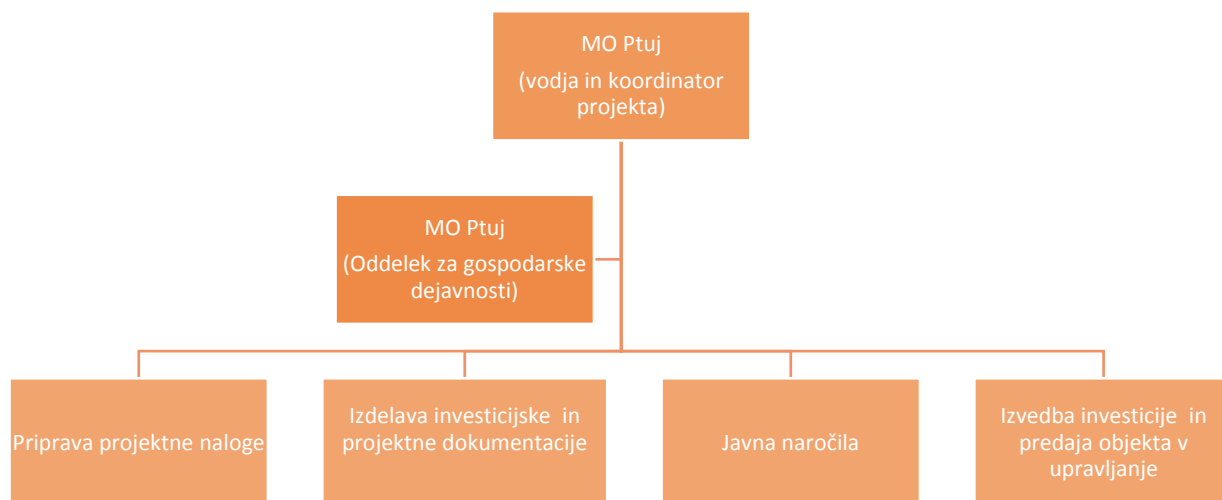 MO Ptuj
(vodja in koordinator
projekta)
MO Ptuj
(Oddelek za gospodarske
dejavnosti)
Priprava projektne naloge
Izdelava investicijske in
projektne dokumentacije
Javna naročila
Izvedba investicije in
predaja objekta v
upravljanje